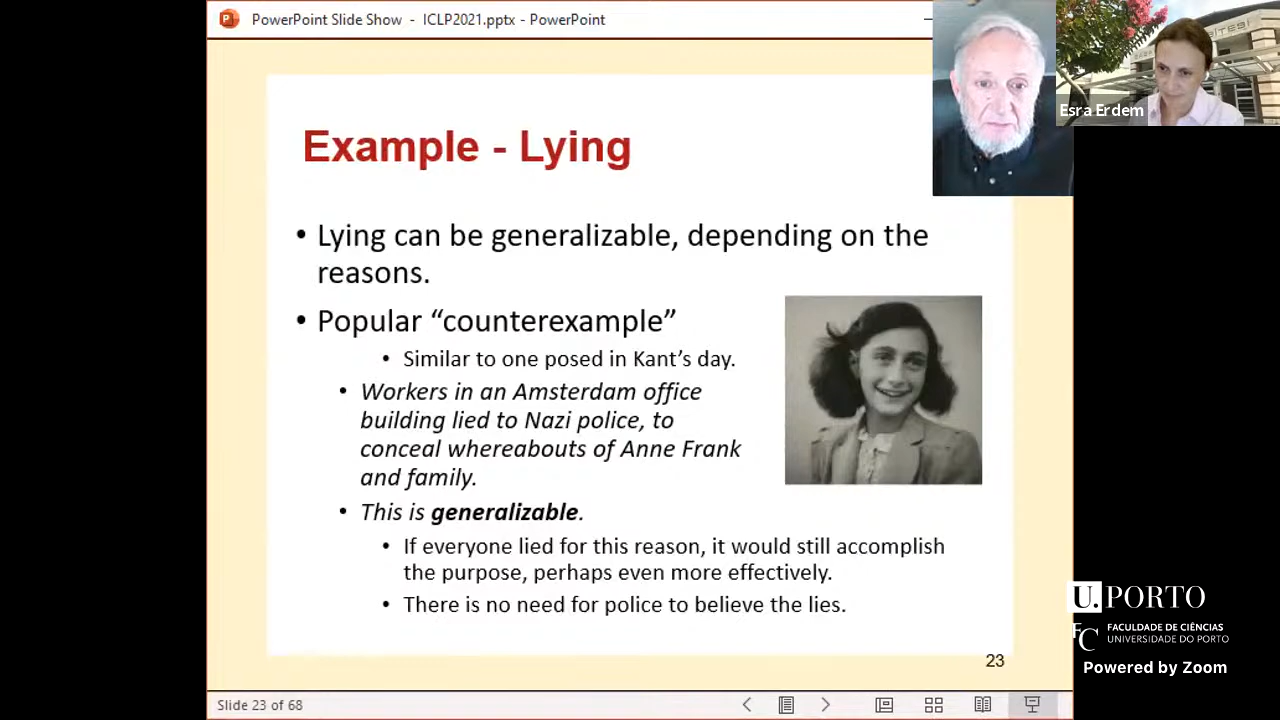 PowerPoint Slide Show - ICLP2021.pptx - PowerPoint
Esra Erdem
Example - Lying
• Lying can be generalizable, depending on the
reasons.
• Popular “counterexample”
• Similar to one posed in Kant’s day.
• Workers in an Amsterdam office
building lied to Nazi police, to
conceal whereabouts of Anne Frank
and family.
• This is generalizable.
• If everyone lied for this reason, it would still accomplish
the purpose, perhaps even more effectively.
• There is no need for police to believe the lies.
23
U.PORTO
FC FACULDADE DE CIÊNCIAS
UNIVERSIDADE DO PORTO
Powered by Zoom
Slide 23 of 68